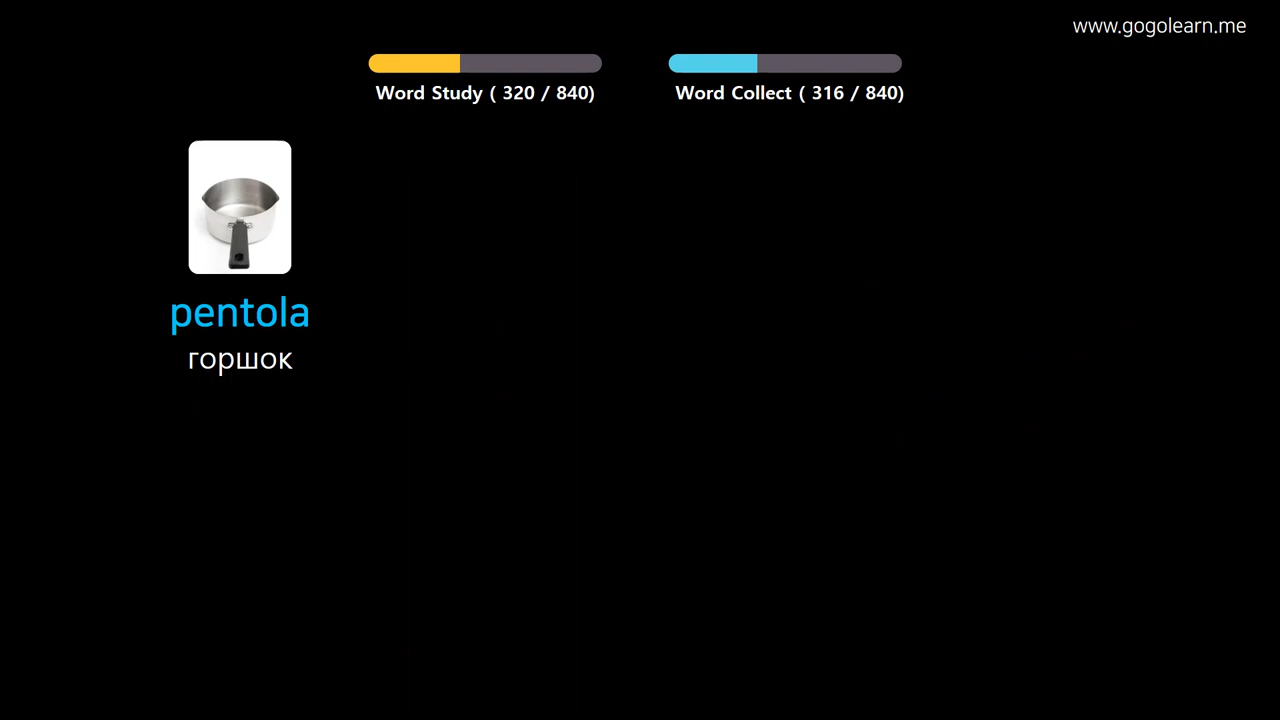 www.gogolearn.me
Word Study ( 320 / 840)
Word Collect ( 316 / 840)
pentola
горшок